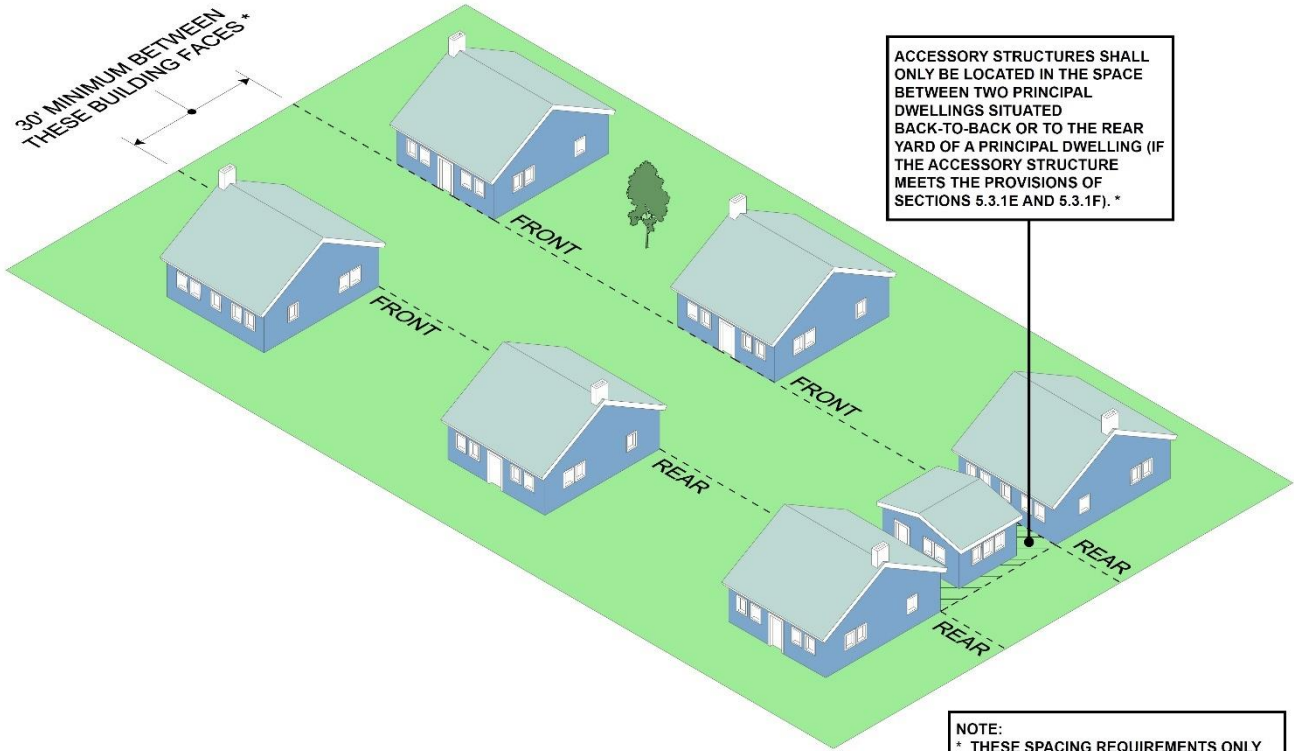 30' MINIMUM BETWEEN
THESE BUILDING FACES *
ACCESSORY STRUCTURES SHALL
ONLY BE LOCATED IN THE SPACE
BETWEEN TWO PRINCIPAL
DWELLINGS SITUATED
BACK-TO-BACK OR TO THE REAR
YARD OF A PRINCIPAL DWELLING (IF
THE ACCESSORY STRUCTURE
MEETS THE PROVISIONS OF
SECTIONS 5.3.1E AND 5.3.1F). *
FRONT
FRONT
FRONT
REAR
REAR
REAR
NOTE:
* THESE SPACING REQUIREMENTS ONLY